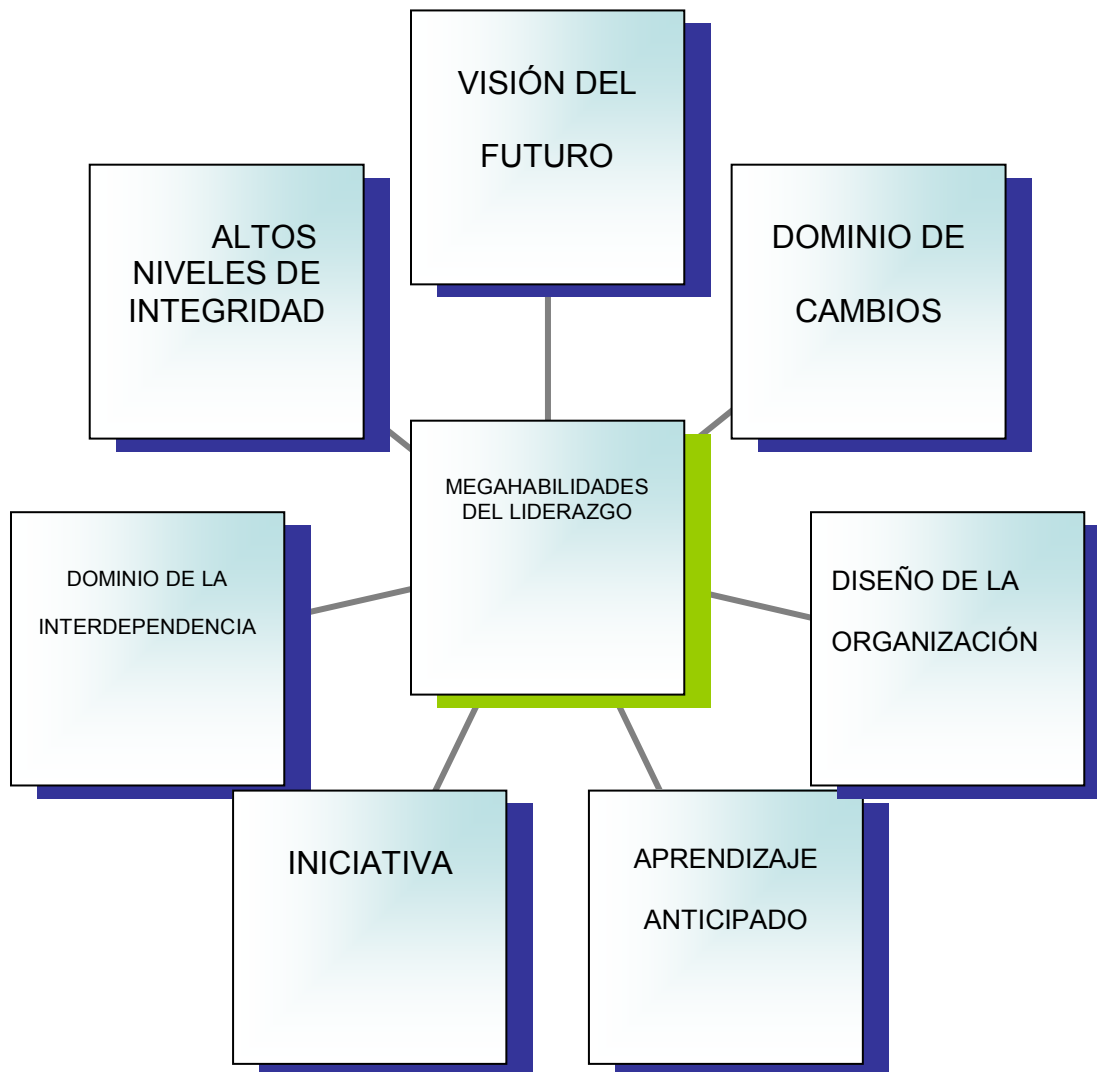 VISIÓN DEL
FUTURO
ALTOS
NIVELES DE
INTEGRIDAD
DOMINIO DE
CAMBIOS
MEGAHABILIDADES
DEL LIDERAZGO
DOMINIO DE LA
INTERDEPENDENCIA
DISEÑO DE LA
ORGANIZACIÓN
INICIATIVA
APRENDIZAJE
ANTICIPADO